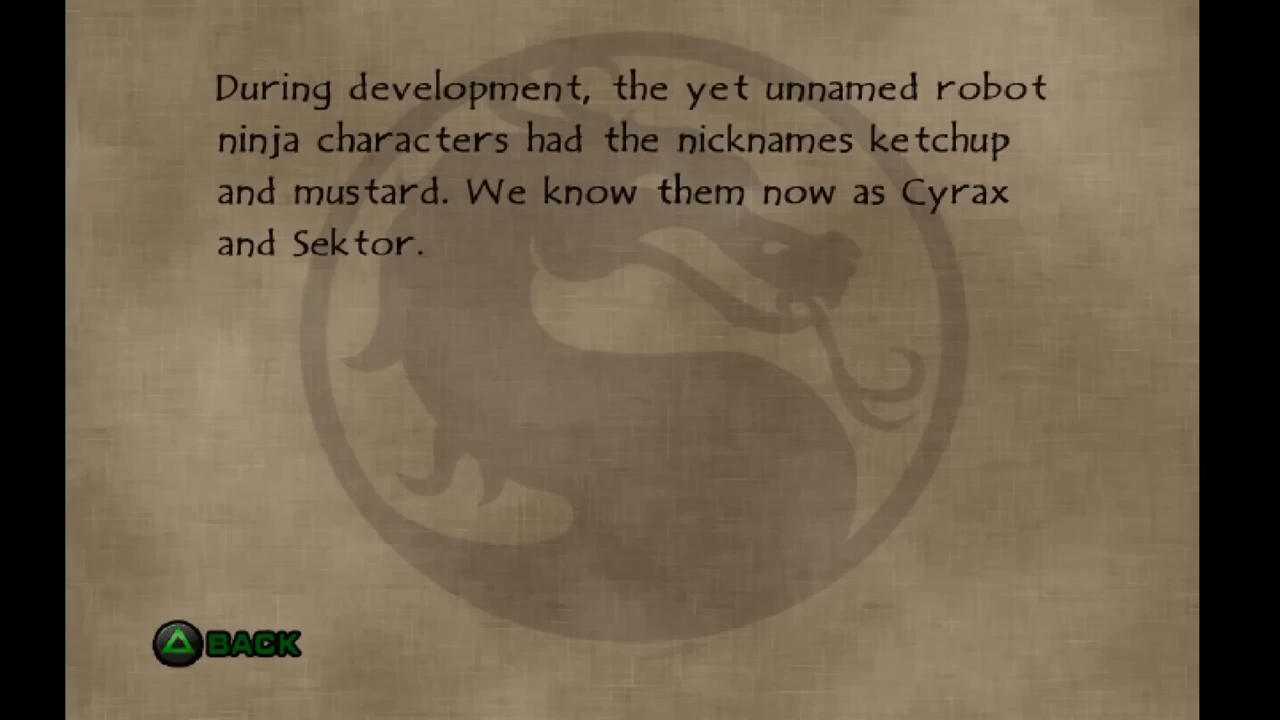 During development, the yet unnamed robot
ninja characters had the nicknames ketchup
and mustard. We know them now as Cyrax
and Sektor.
BACK